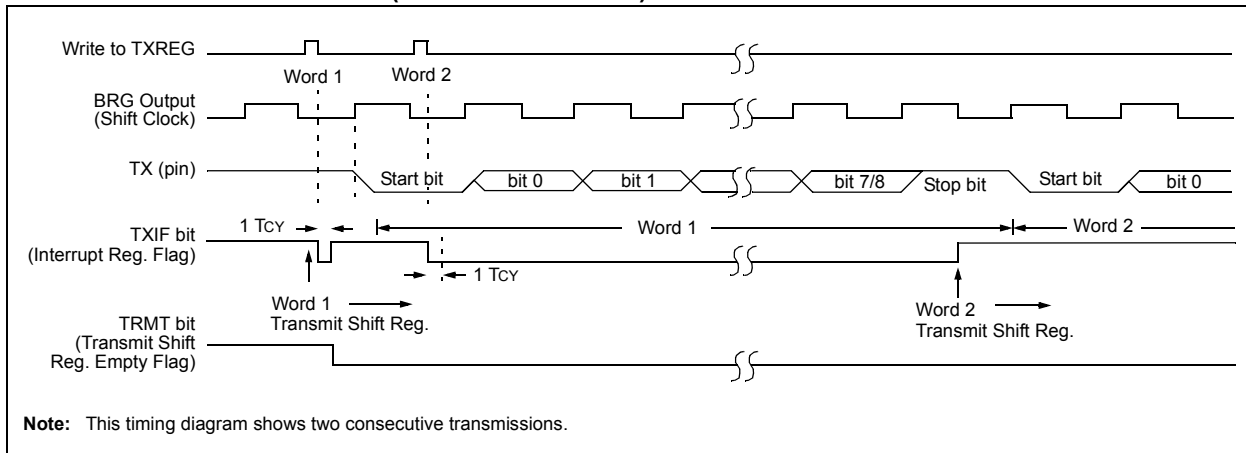 Write to TXREG
Word 1 Word 2
BRG Output
(Shift Clock)
TX (pin)
Start bit bit 0 bit 1 bit 7/8 Stop bit Start bit bit 0
1 TCY Word 1 Word 2
TXIF bit
(Interrupt Reg. Flag)
1 TCY
Word 1
Transmit Shift Reg.
Word 2
Transmit Shift Reg.
TRMT bit
(Transmit Shift
Reg. Empty Flag)
Note: This timing diagram shows two consecutive transmissions.